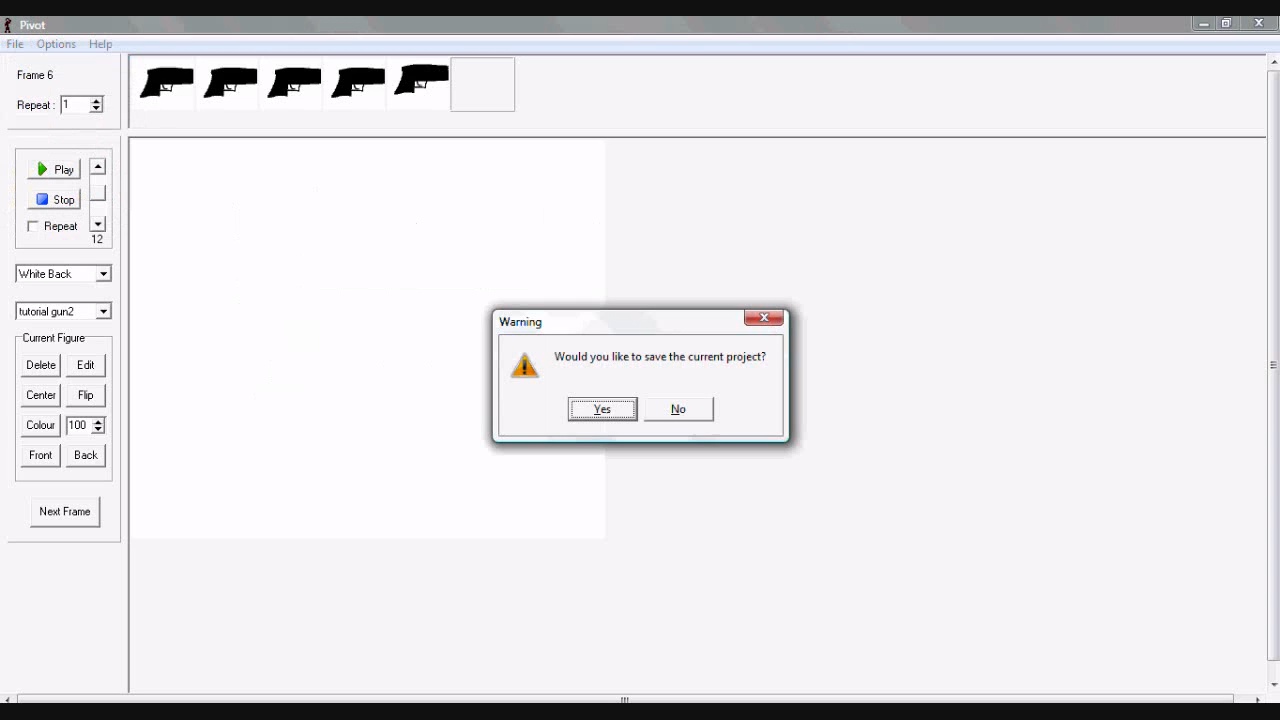 Pivot
File Options Help
Frame 6
Repeat : 1
Play
Stop
Repeat
12
White Back
tutorial gun2
Current Figure
Delete Edit
Center Flip
Colour 100
Front Back
Next Frame
Warning
Would you like to save the current project?
Yes No